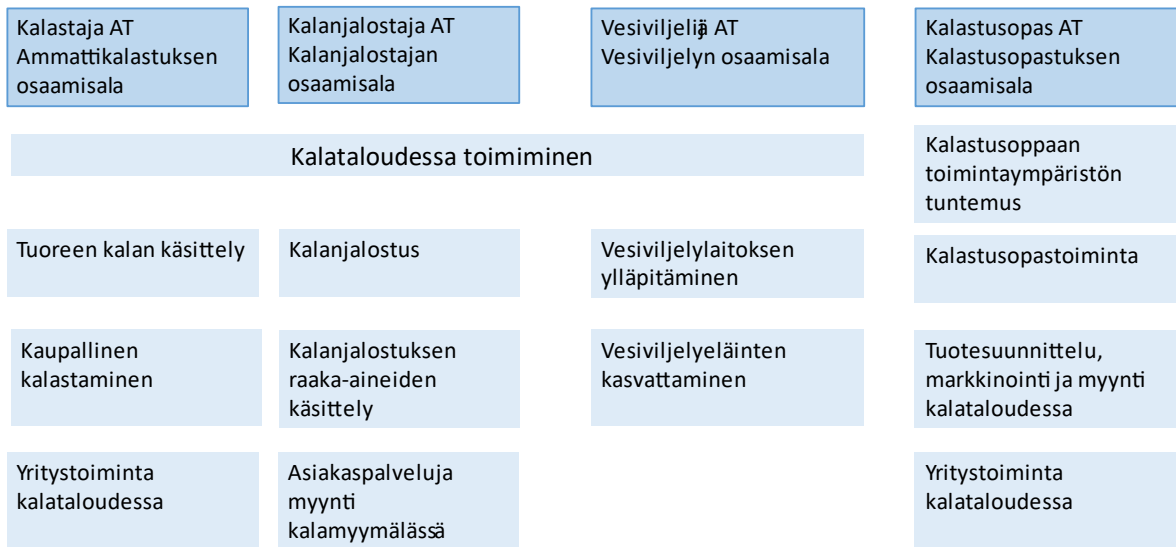 Kalastaja AT
Ammattikalastuksen
osaamisala
Kalanjalostaja AT
Kalanjalostajan
osaamisala
Vesiviljelijä AT
Vesiviljelyn osaamisala
Kalastusopas AT
Kalastusopastuksen
osaamisala
Kalataloudessa toimiminen
Kalastusoppaan
toimintaympäristön
tuntemus
Tuoreen kalan käsittely
Kalanjalostus
Vesiviljelylaitoksen
ylläpitäminen
Kalastusopastoiminta
Kaupallinen
kalastaminen
Kalanjalostuksen
raaka-aineiden
käsittely
Vesiviljelyeläinten
kasvattaminen
Tuotesuunnittelu,
markkinointi ja myynti
kalataloudessa
Yritystoiminta
kalataloudessa
Asiakaspalveluja
myynti
kalamyymälässä
Yritystoiminta
kalataloudessa